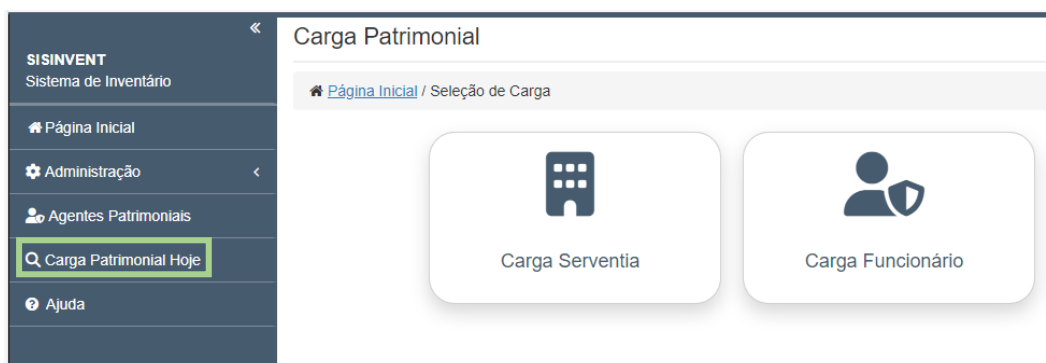 «
SISINVENT
Sistema de Inventário
Página Inicial
Administração
Agentes Patrimoniais
Carga Patrimonial Hoje
Ajuda
Carga Patrimonial
Página Inicial / Seleção de Carga
Carga Serventia
Carga Funcionário